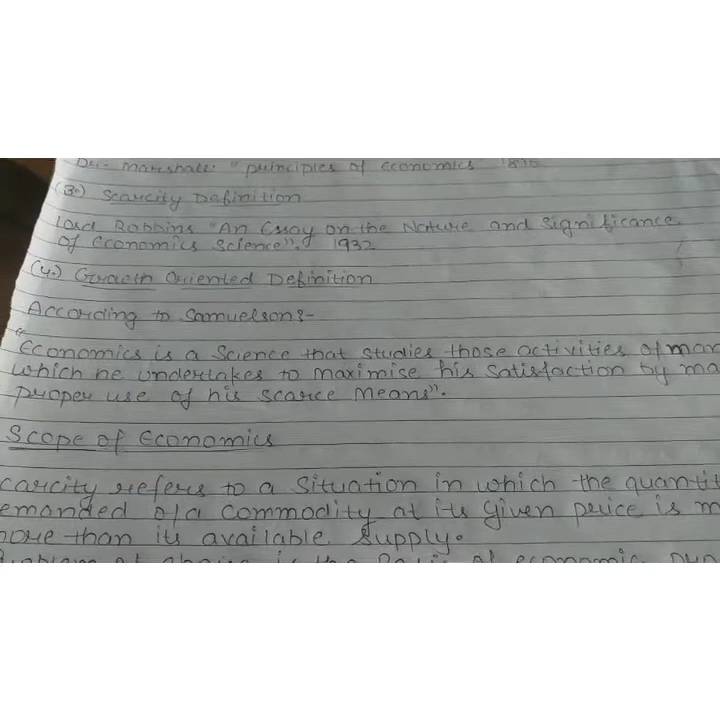 Dr. Marshall: "principles of economics 1890
(3.) Scarcity Definition
Lord Robbins "An Essay on the Nature and Significance
of Economics Science". 1932
(4.) Growth Oriented Definition
According to Samuelson:-
"Economics is a Science that studies those activities of man
which he undertakes to maximise his satisfaction by ma
proper use of his scarce means".
Scope of Economics
carcity refers to a situation in which the quantit
emanded of a commodity at its given price is m
more than its available supply.
economic